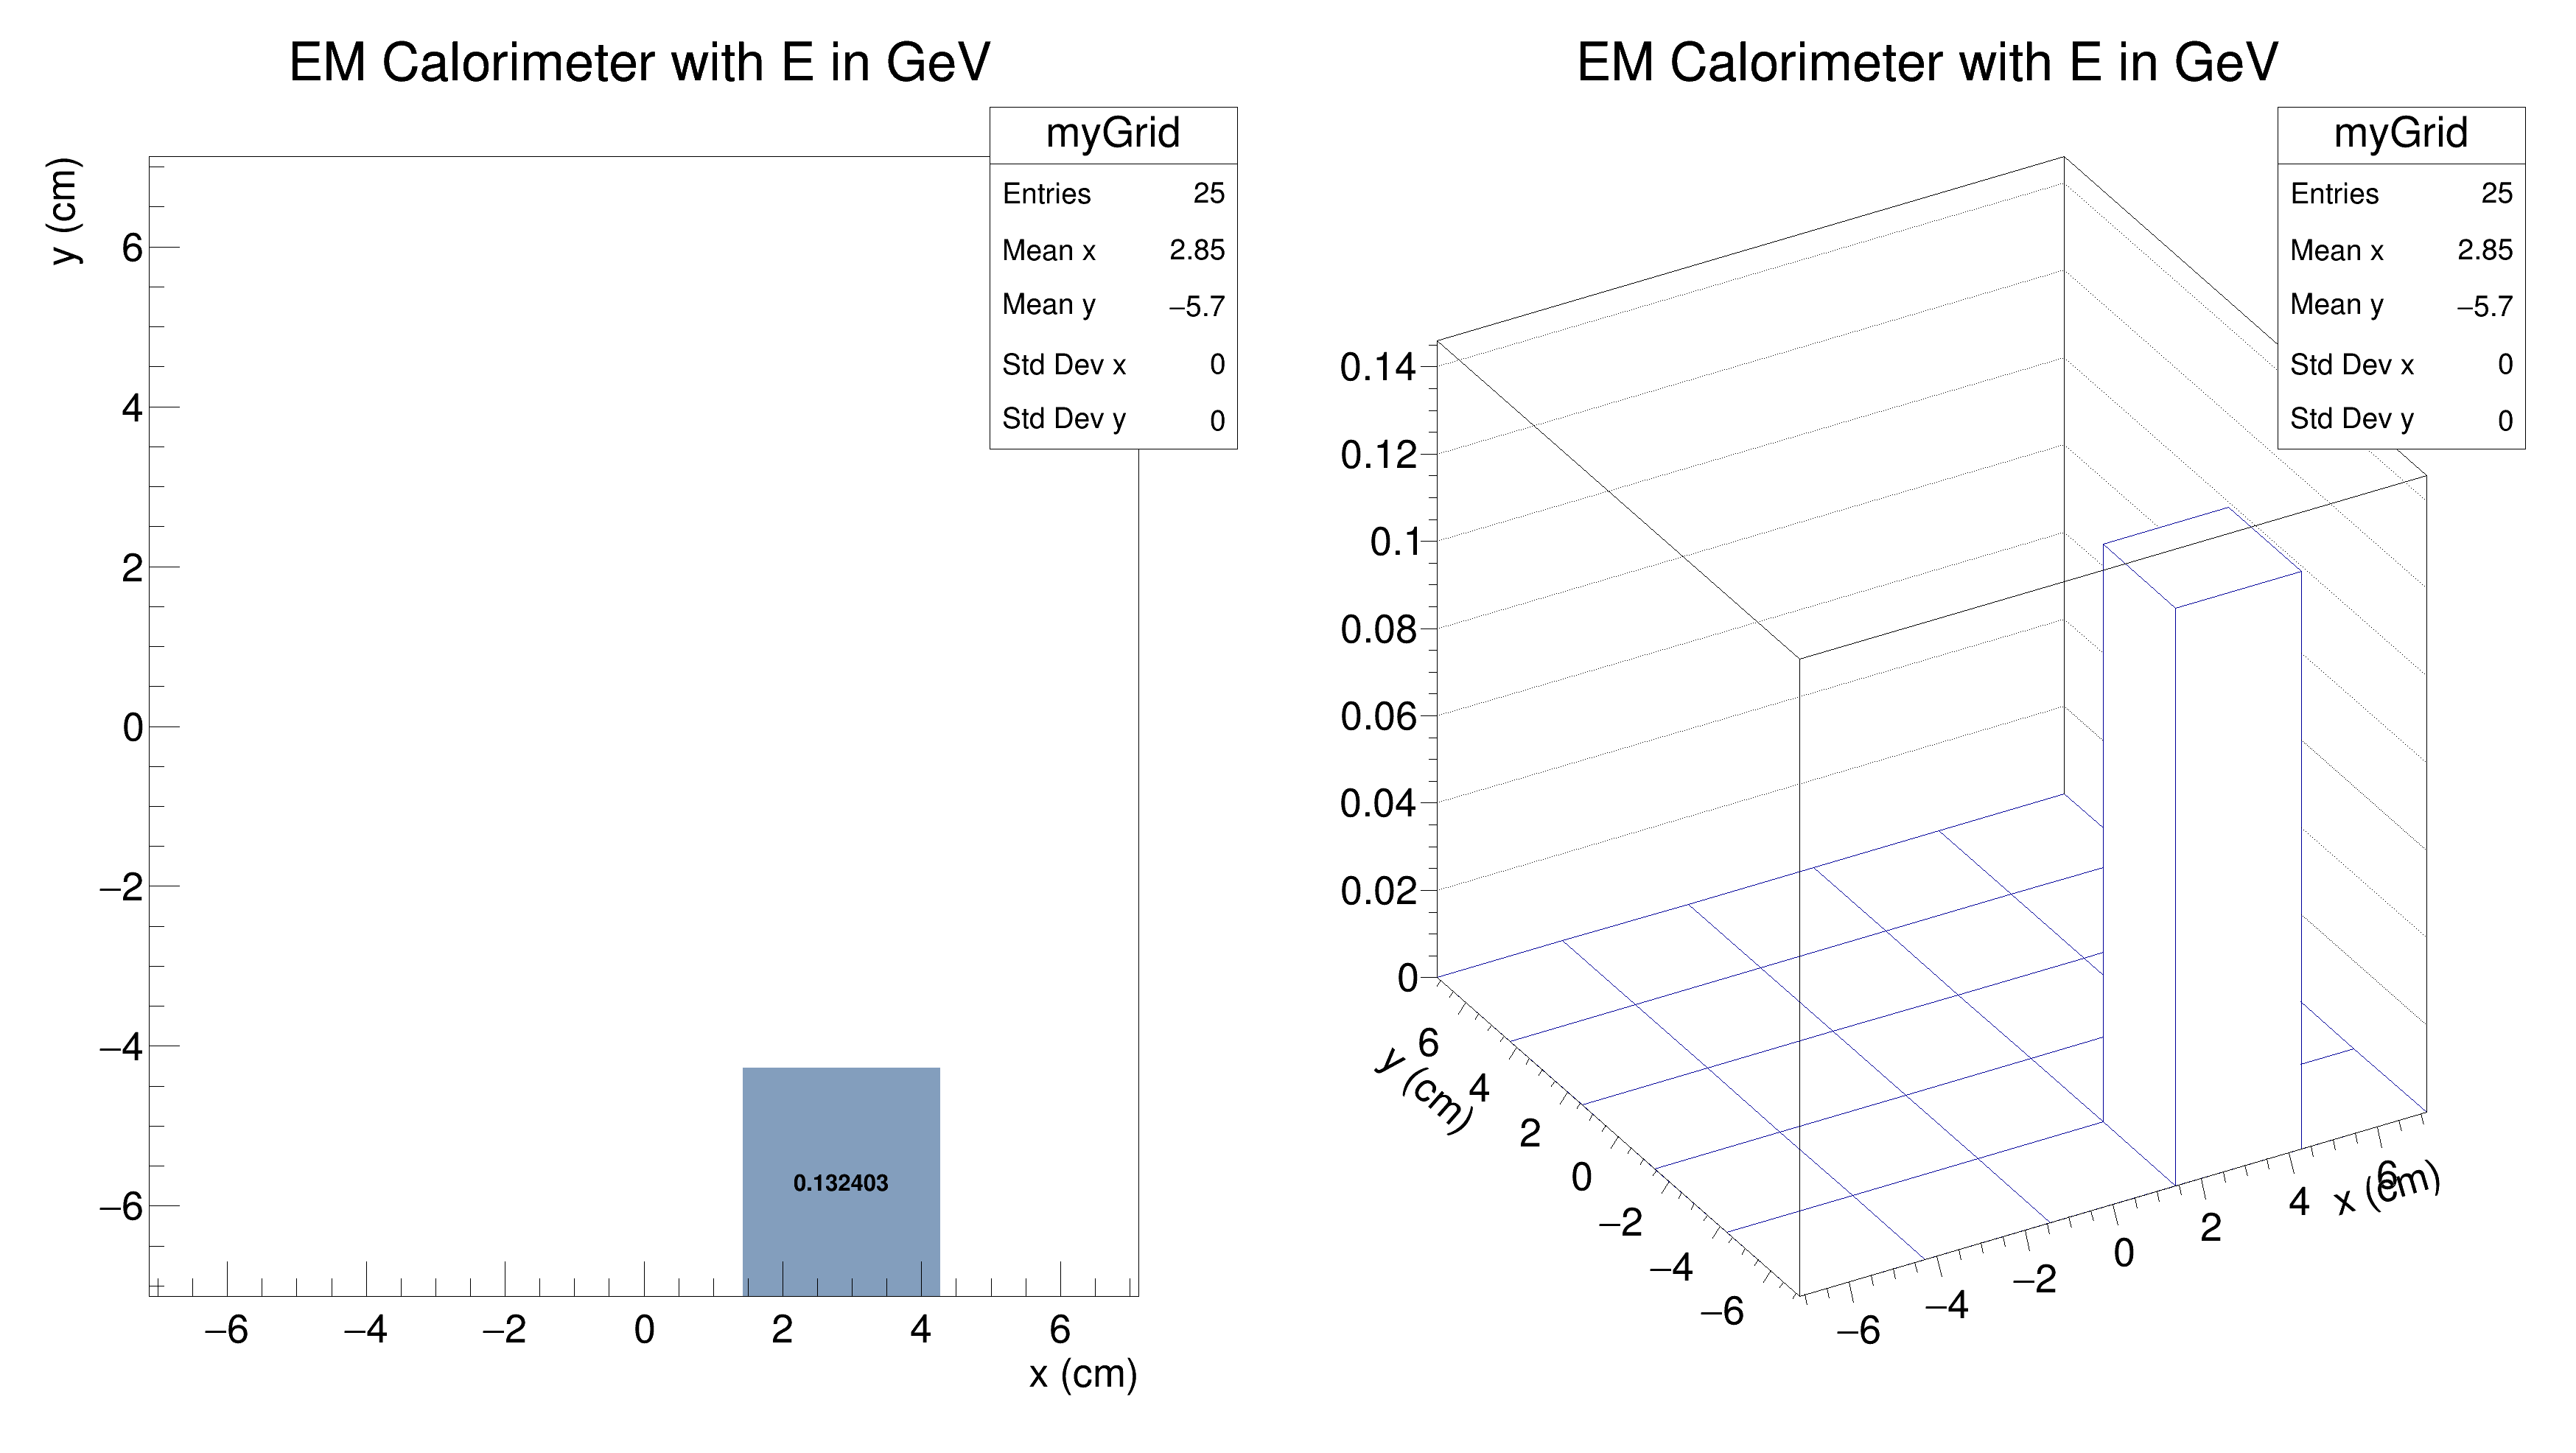 EM Calorimeter with E in GeV
myGrid
Entries 25
Mean x 2.85
Mean y −5.7
Std Dev x 0
Std Dev y 0
y (cm)
6
4
2
0
−2
−4
−6
0.132403
−6 −4 −2 0 2 4 6
x (cm)
EM Calorimeter with E in GeV
myGrid
Entries 25
Mean x 2.85
Mean y −5.7
Std Dev x 0
Std Dev y 0
0.14
0.12
0.1
0.08
0.06
0.04
0.02
0
6
4
2
0
−2
−4
−6
y (cm)
−6
−4
−2
0
2
4
6
x (cm)